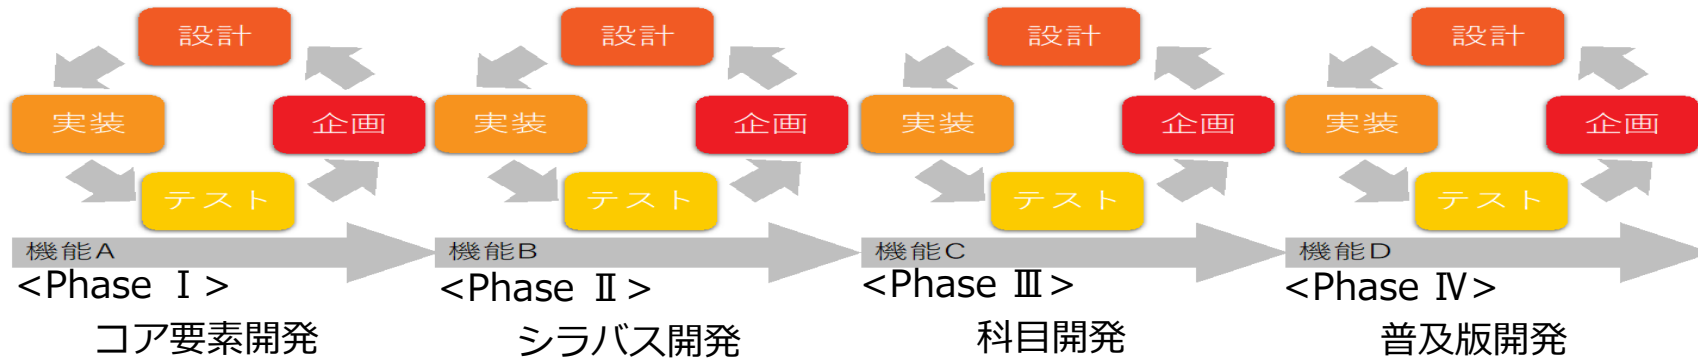 設計
実装
企画
テスト
機能A
<Phase Ⅰ>
コア要素開発
設計
実装
企画
テスト
機能B
<Phase Ⅱ>
シラバス開発
設計
実装
企画
テスト
機能C
<Phase Ⅲ>
科目開発
設計
実装
企画
テスト
機能D
<Phase Ⅳ>
普及版開発